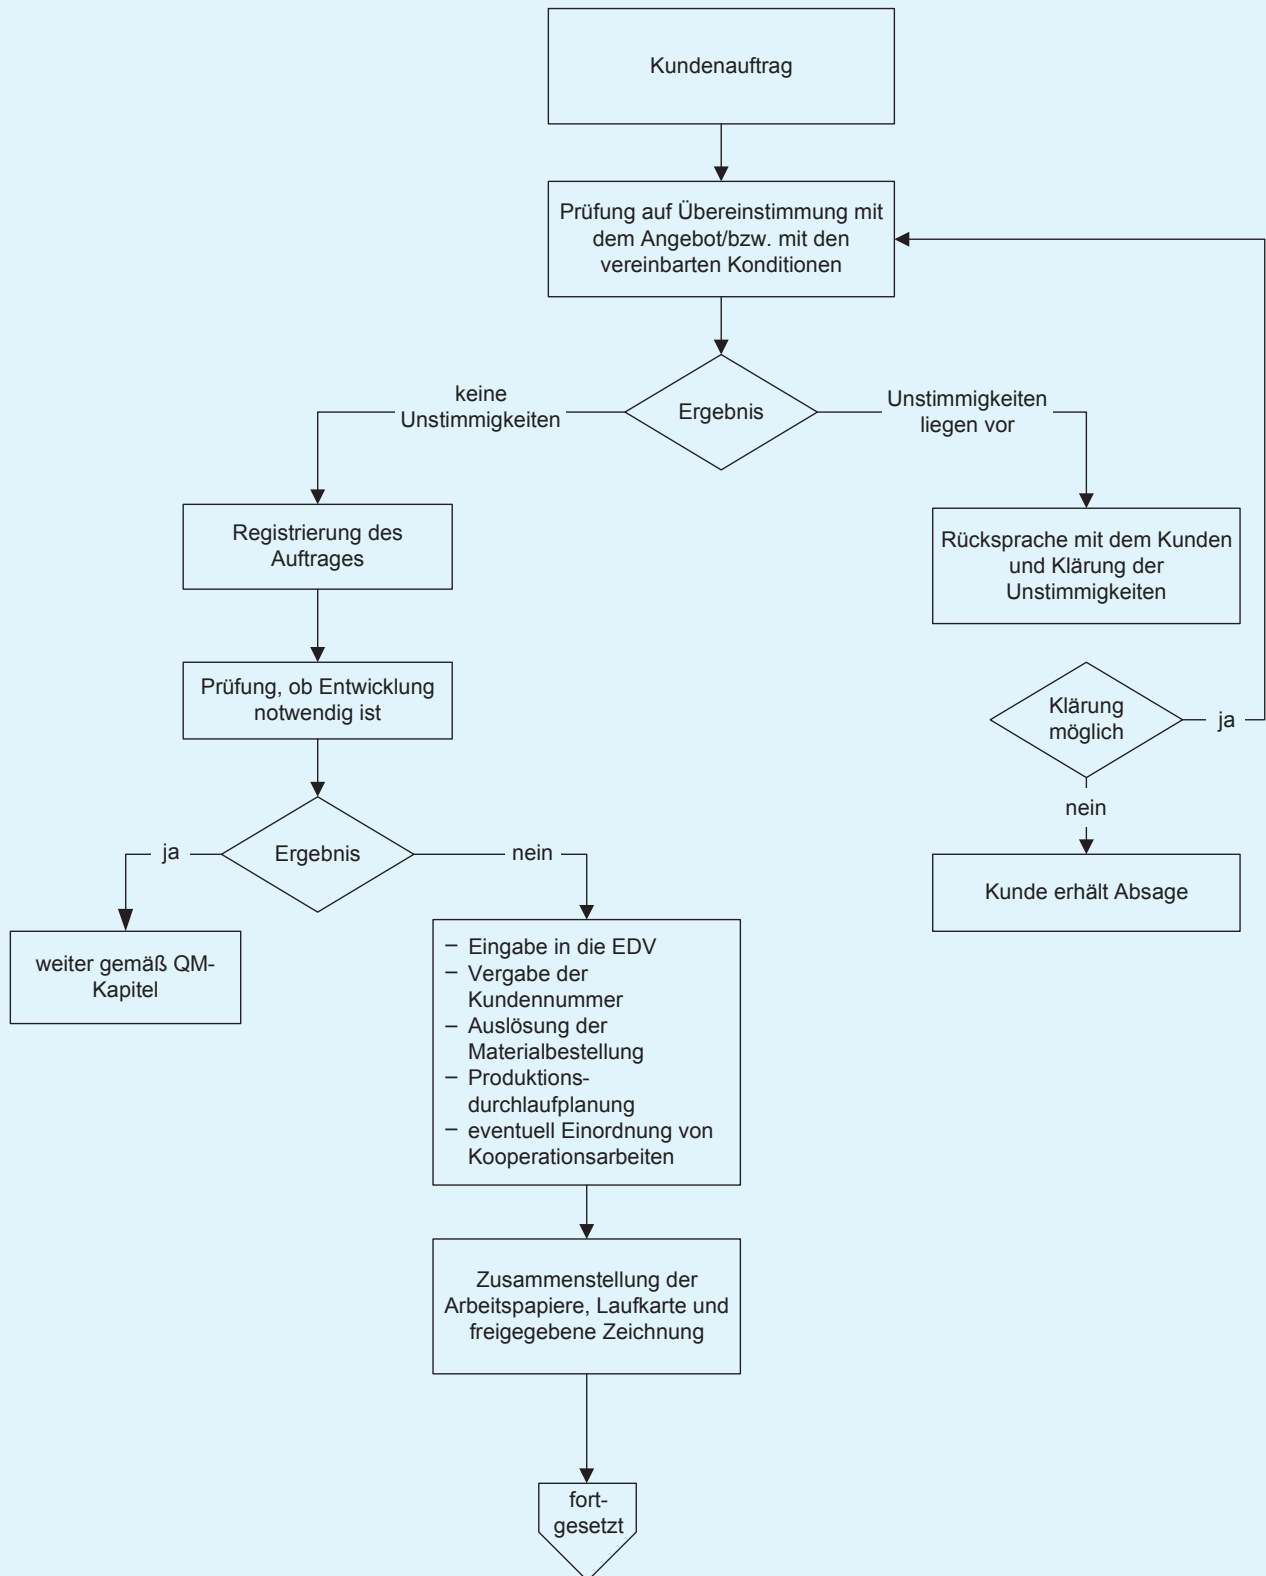 Kundenauftrag
Prüfung auf Übereinstimmung mit
dem Angebot/bzw. mit den
vereinbarten Konditionen
keine
Unstimmigkeiten
Ergebnis
Unstimmigkeiten
liegen vor
Registrierung des
Auftrages
Rücksprache mit dem Kunden
und Klärung der
Unstimmigkeiten
Prüfung, ob Entwicklung
notwendig ist
Klärung
möglich
ja
nein
Kunde erhält Absage
ja
Ergebnis
nein
weiter gemäß QM-
Kapitel
– Eingabe in die EDV
– Vergabe der
Kundennummer
– Auslösung der
Materialbestellung
– Produktions-
durchlaufplanung
– eventuell Einordnung von
Kooperationsarbeiten
Zusammenstellung der
Arbeitspapiere, Laufkarte und
freigegebene Zeichnung
fort-
gesetzt